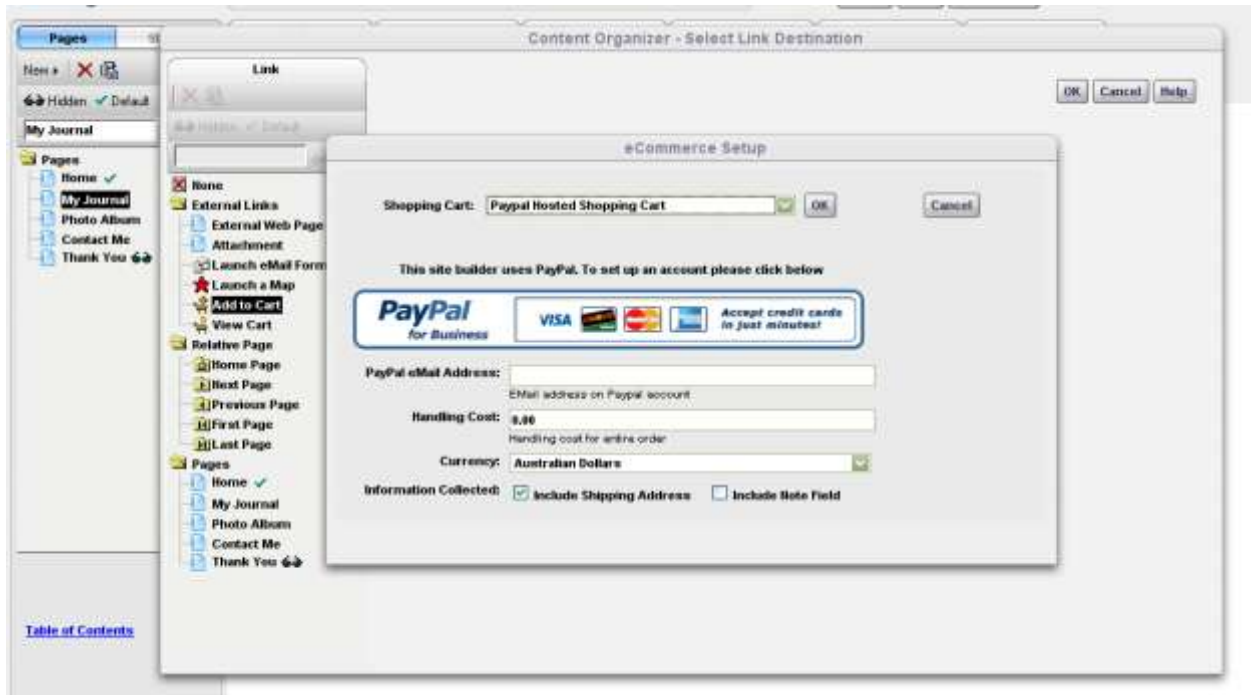 Content Organizer - Select Link Destination
Pages
New
Hidden Default
My Journal
Pages
Home
My Journal
Photo Album
Contact Me
Thank You
Table of Contents
Link
Hidden Default
OK Cancel Help
None
External Links
External Web Page
Attachment
Launch eMail Form
Launch a Map
Add to Cart
View Cart
Relative Page
Home Page
Next Page
Previous Page
First Page
Last Page
Pages
Home
My Journal
Photo Album
Contact Me
Thank You
eCommerce Setup
Shopping Cart: Paypal Hosted Shopping Cart OK Cancel
This site builder uses PayPal. To set up an account please click below
PayPal
for Business
VISA
Accept credit cards
in just minutes!
PayPal eMail Address:
EMail address on Paypal account
Handling Cost: 0.00
Handling cost for entire order
Currency: Australian Dollars
Information Collected: Include Shipping Address Include Note Field